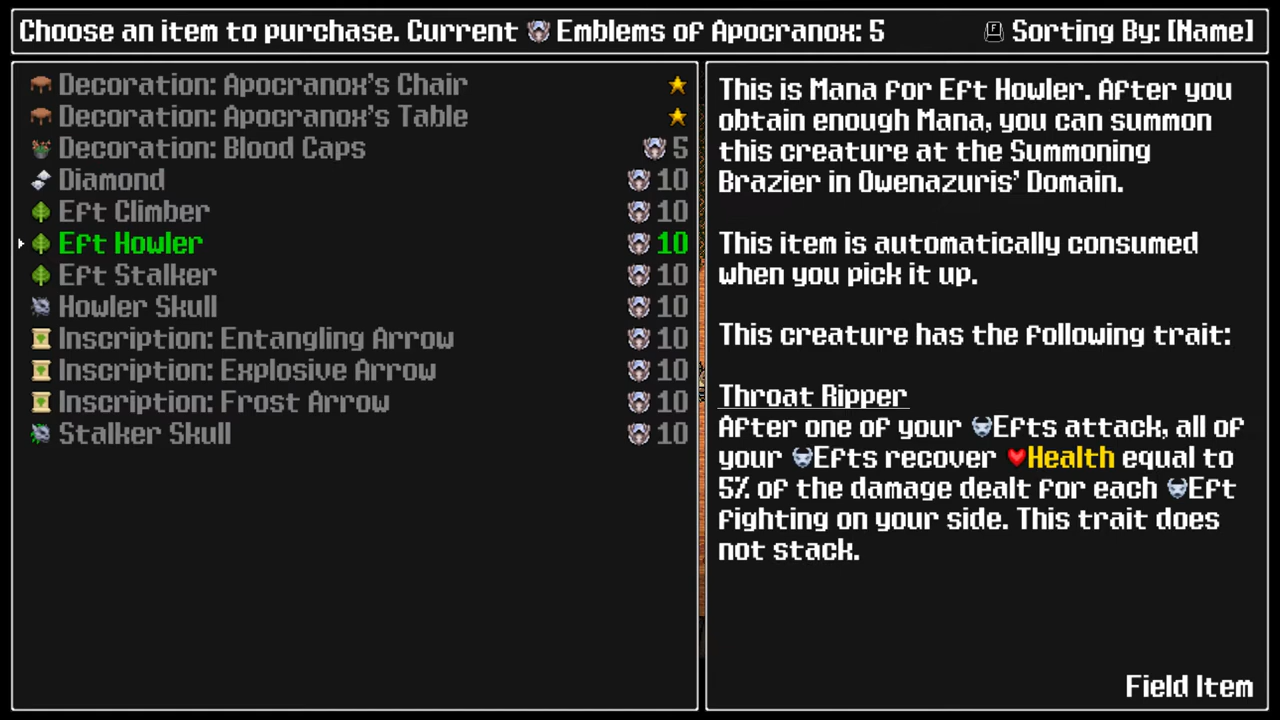 Choose an item to purchase. Current Emblems of Apocranox: 5
F Sorting By: [Name]
Decoration: Apocranox's Chair
Decoration: Apocranox's Table
Decoration: Blood Caps 5
Diamond 10
Eft Climber 10
Eft Howler 10
Eft Stalker 10
Howler Skull 10
Inscription: Entangling Arrow 10
Inscription: Explosive Arrow 10
Inscription: Frost Arrow 10
Stalker Skull 10
This is Mana for Eft Howler. After you
obtain enough Mana, you can summon
this creature at the Summoning
Brazier in Owenazuris' Domain.
This item is automatically consumed
when you pick it up.
This creature has the following trait:
Throat Ripper
After one of your Efts attack, all of
your Efts recover Health equal to
5% of the damage dealt for each Eft
fighting on your side. This trait does
not stack.
Field Item